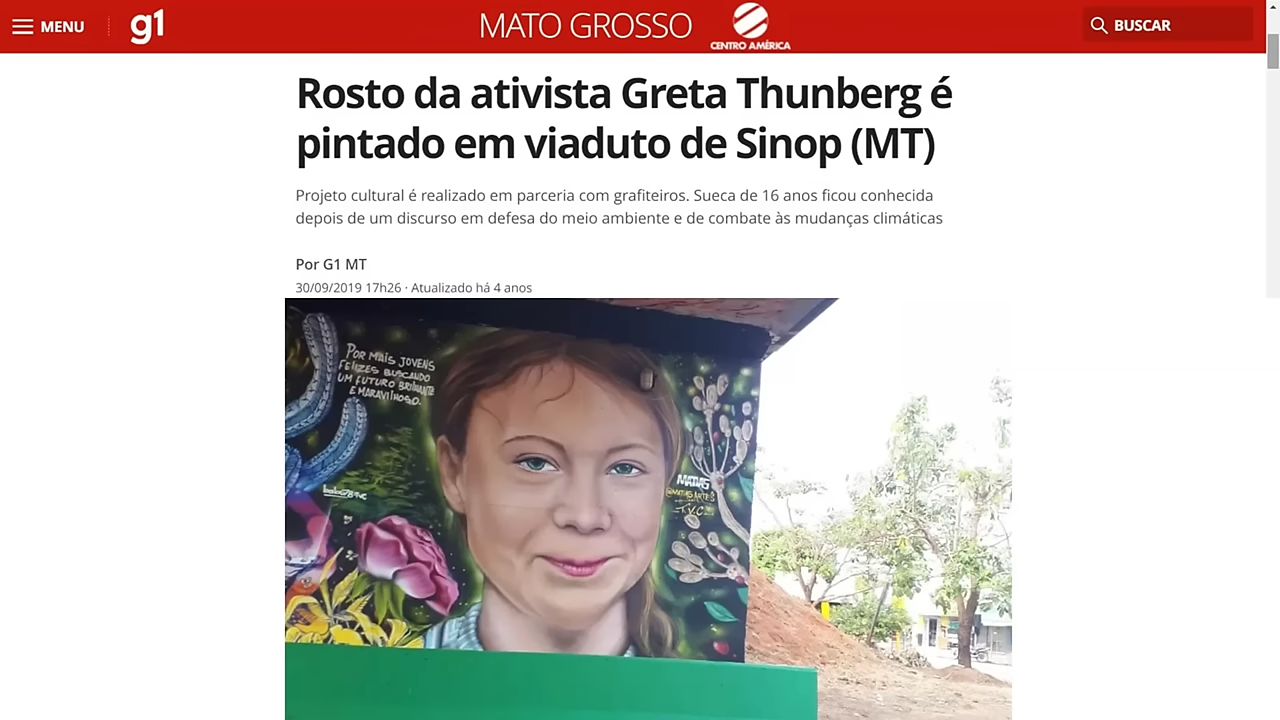 MENU
g1
MATO GROSSO
CENTRO AMÉRICA
BUSCAR
Rosto da ativista Greta Thunberg é
pintado em viaduto de Sinop (MT)
Projeto cultural é realizado em parceria com grafiteiros. Sueca de 16 anos ficou conhecida
depois de um discurso em defesa do meio ambiente e de combate às mudanças climáticas
Por G1 MT
30/09/2019 17h26 · Atualizado há 4 anos
POR MAIS JOVENS
FELIZES BUSCANDO
UM FUTURO BRILHANTE
E MARAVILHOSO.
MATIAS
T.V.C